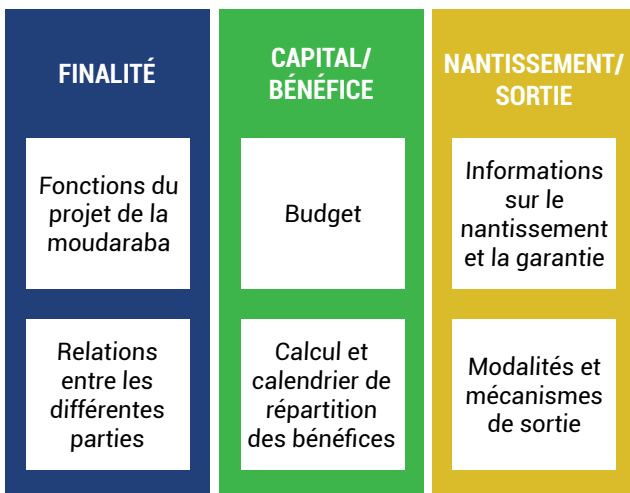 FINALITÉ
Fonctions du
projet de la
moudaraba
Relations
entre les
différentes
parties
CAPITAL/
BÉNÉFICE
Budget
Calcul et
calendrier de
répartition
des bénéfices
NANTISSEMENT/
SORTIE
Informations
sur le
nantissement
et la garantie
Modalités et
mécanismes
de sortie